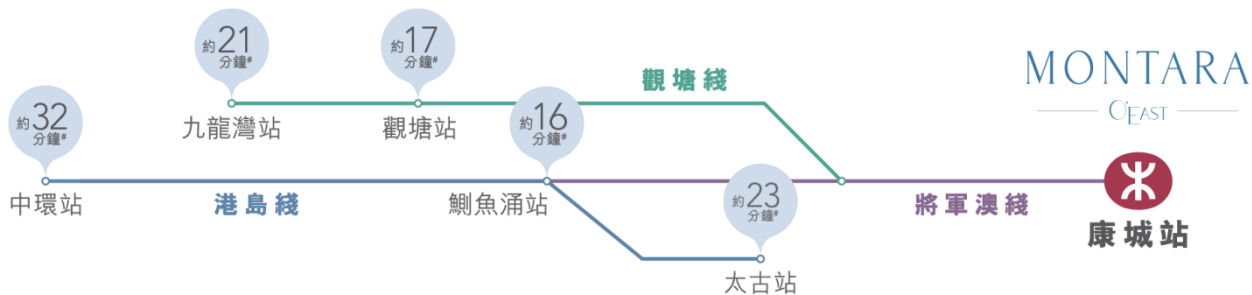 約21
分鐘#
約17
分鐘#
MONTARA
O'EAST
觀塘綫
約32
分鐘#
九龍灣站
觀塘站
約16
分鐘#
中環站
港島綫
鰂魚涌站
約23
分鐘#
將軍澳綫
康城站
太古站